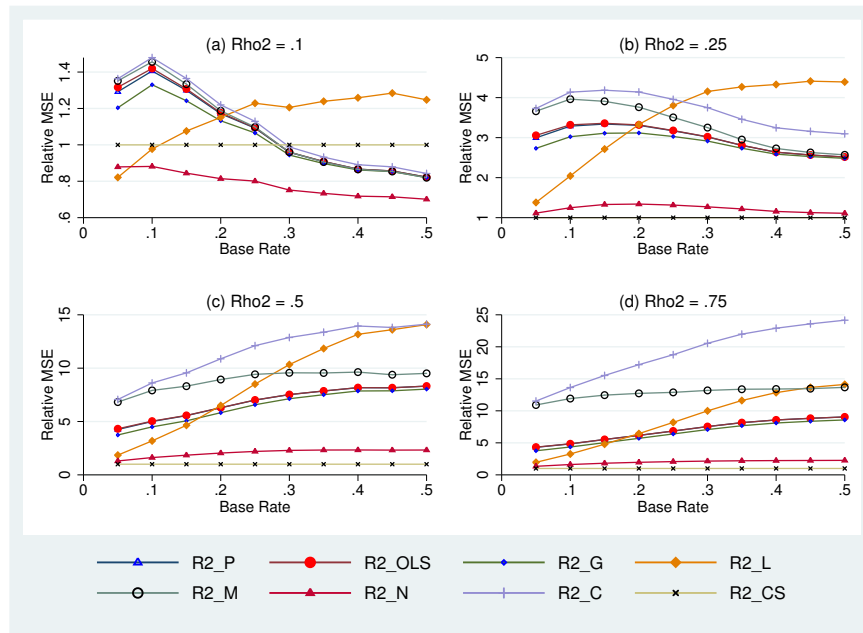 (a) Rho2 = .1
Relative MSE
1.4
1.2
1
.8
.6
0 .1 .2 .3 .4 .5
Base Rate
(b) Rho2 = .25
Relative MSE
5
4
3
2
1
0 .1 .2 .3 .4 .5
Base Rate
(c) Rho2 = .5
Relative MSE
15
10
5
0
0 .1 .2 .3 .4 .5
Base Rate
(d) Rho2 = .75
Relative MSE
25
20
15
10
5
0
0 .1 .2 .3 .4 .5
Base Rate
R2_P R2_OLS R2_G R2_L
R2_M R2_N R2_C R2_CS